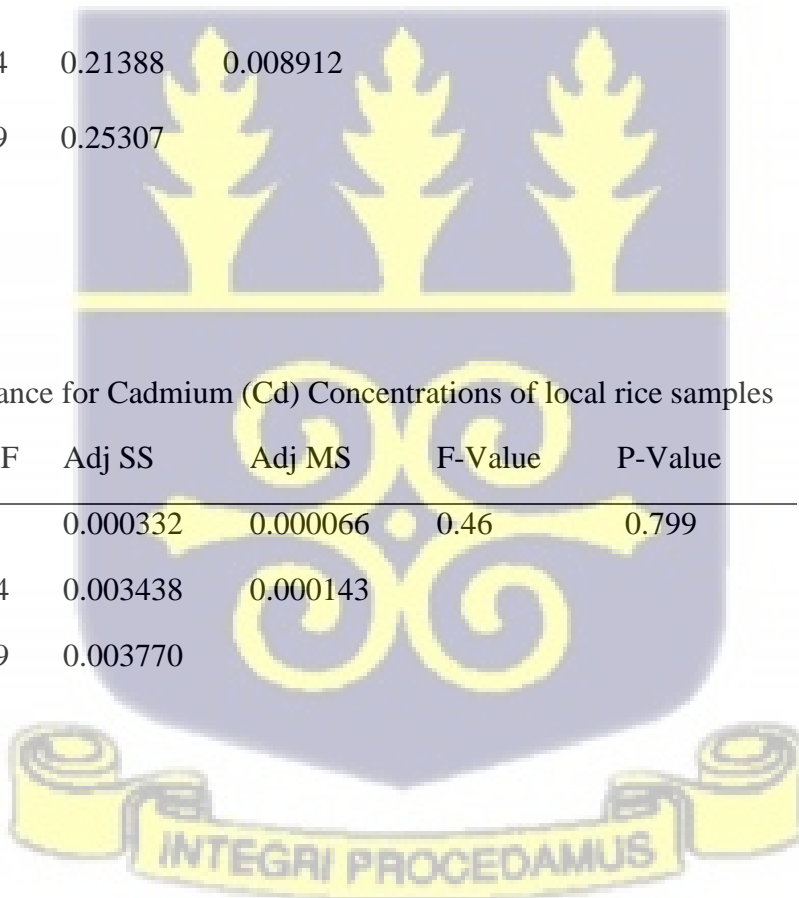 4 0.21388 0.008912
9 0.25307
ance for Cadmium (Cd) Concentrations of local rice samples
F Adj SS Adj MS F-Value P-Value
0.000332 0.000066 0.46 0.799
4 0.003438 0.000143
9 0.003770
INTEGRI PROCEDAMUS